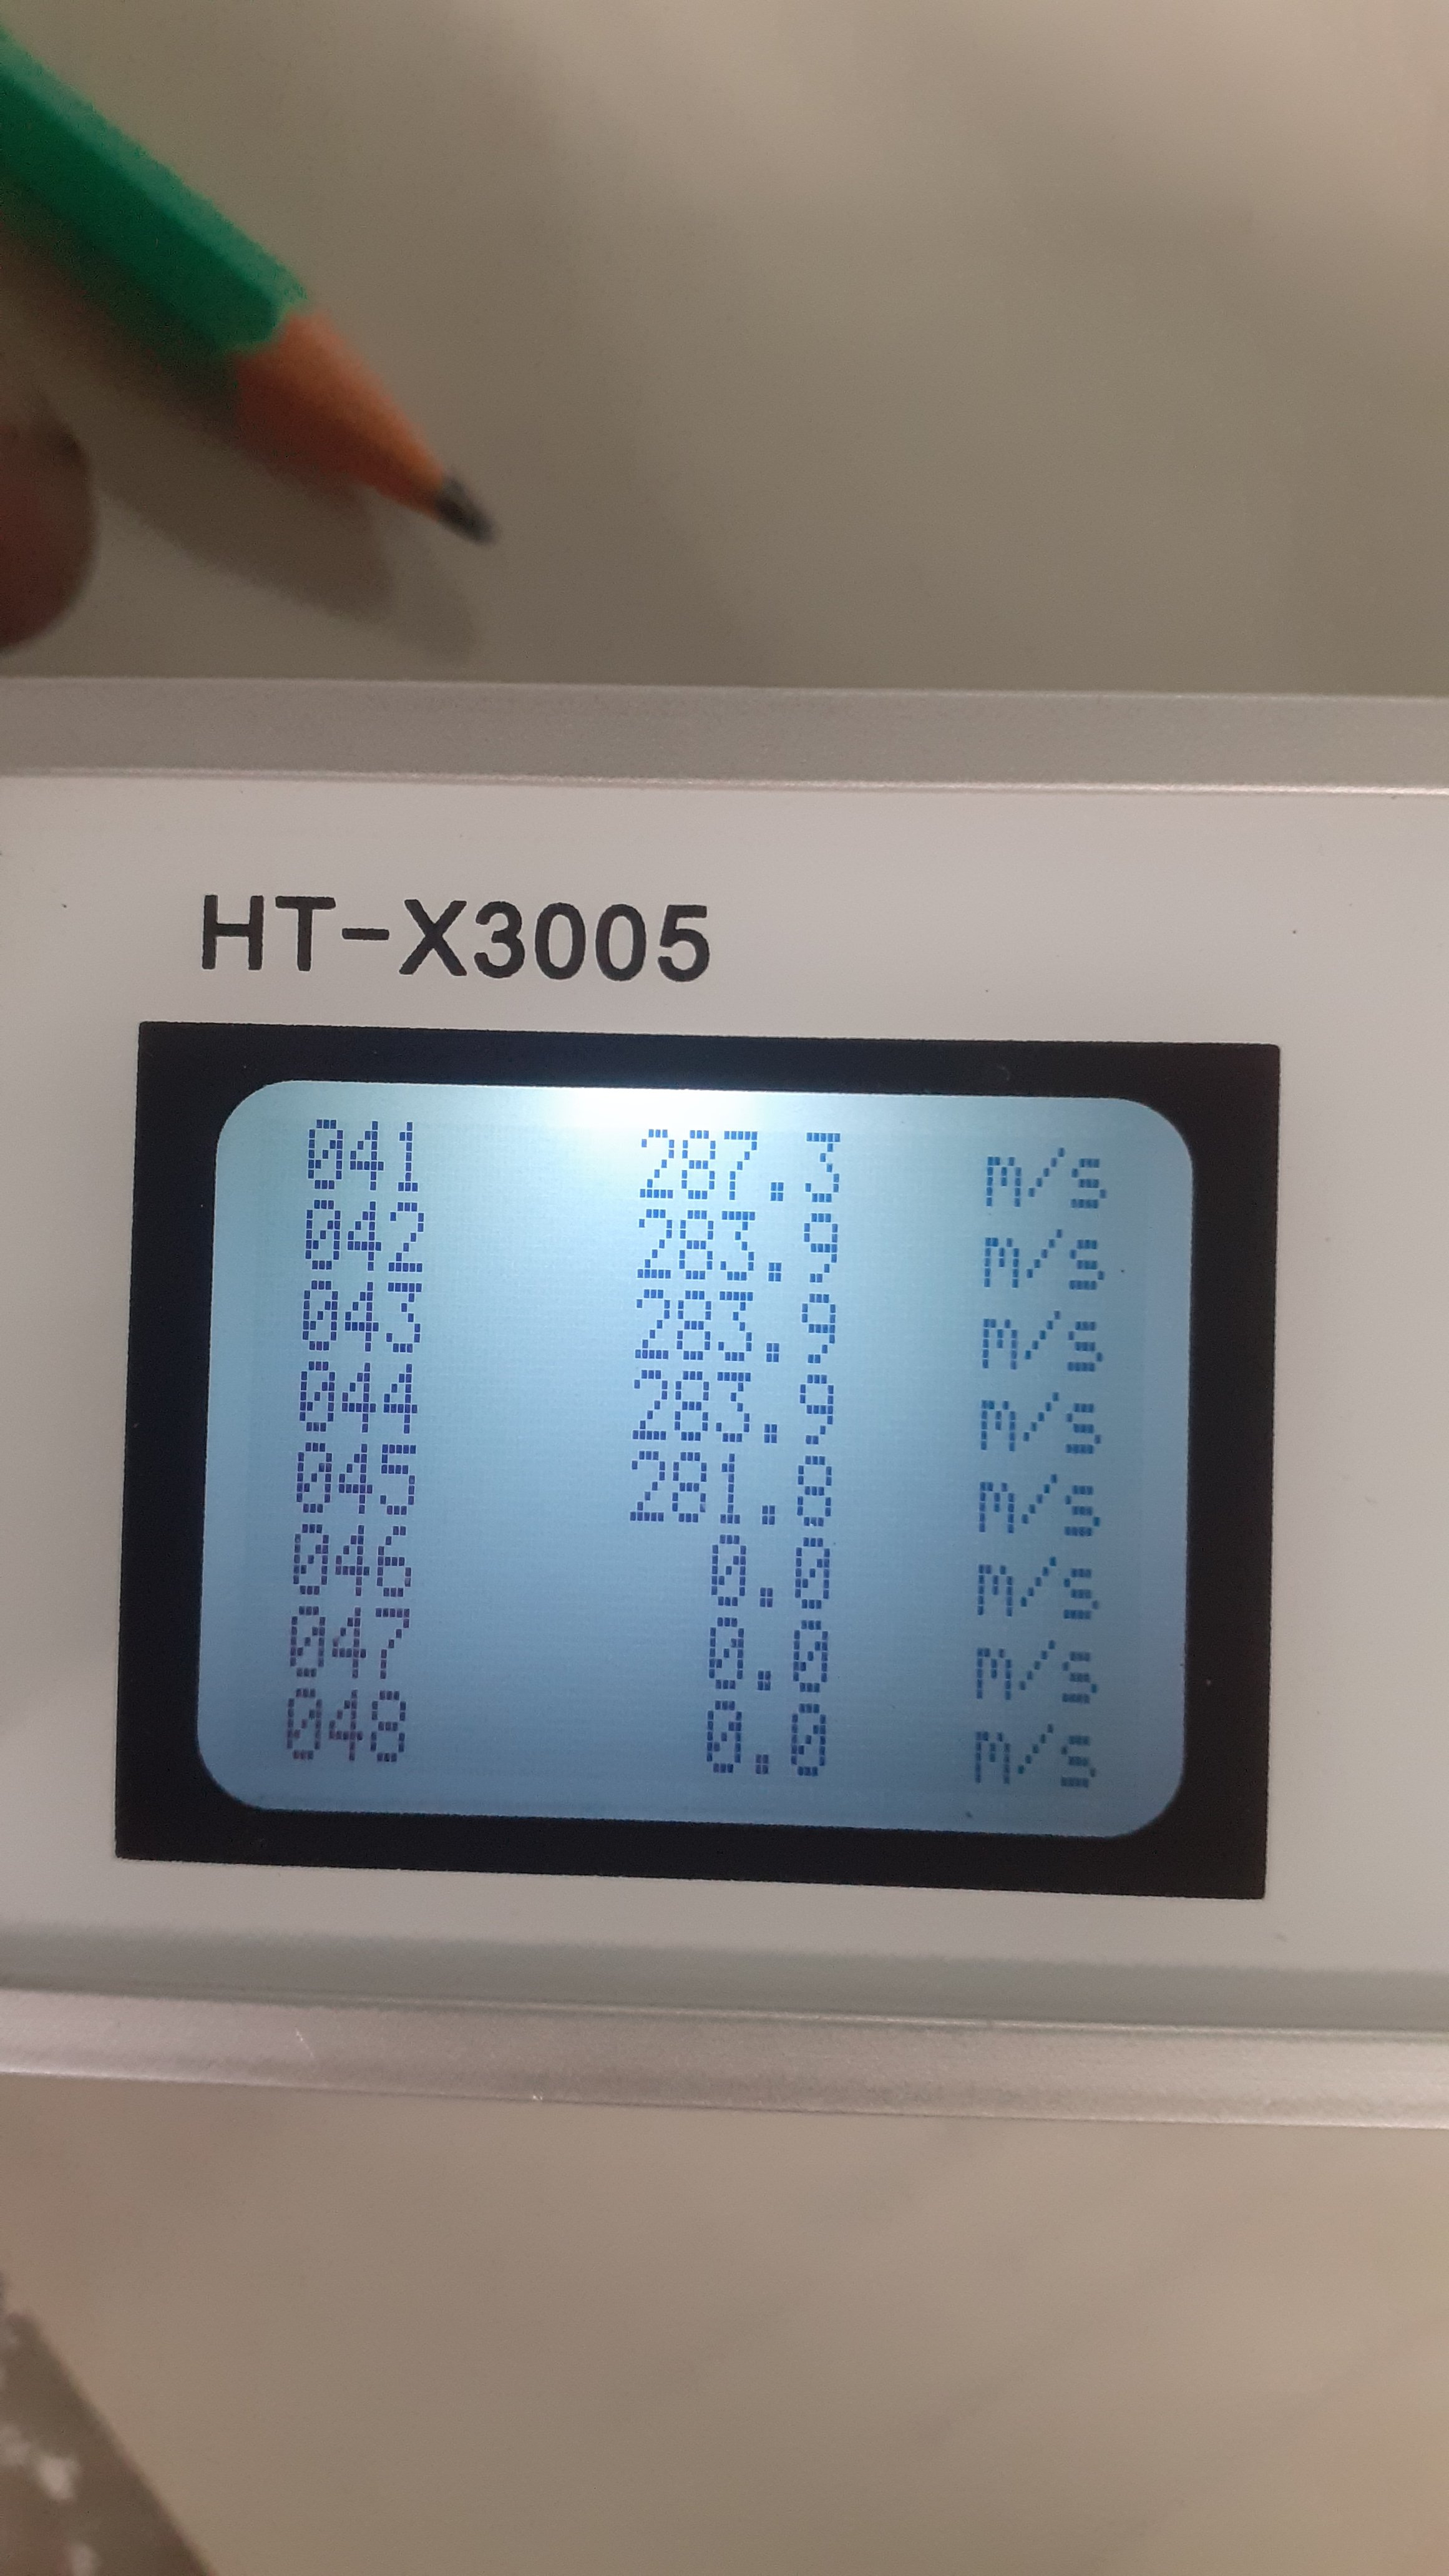 HT-X3005
041 287.3 m/s
042 283.9 m/s
043 283.9 m/s
044 283.9 m/s
045 281.8 m/s
046 0.0 m/s
047 0.0 m/s
048 0.0 m/s